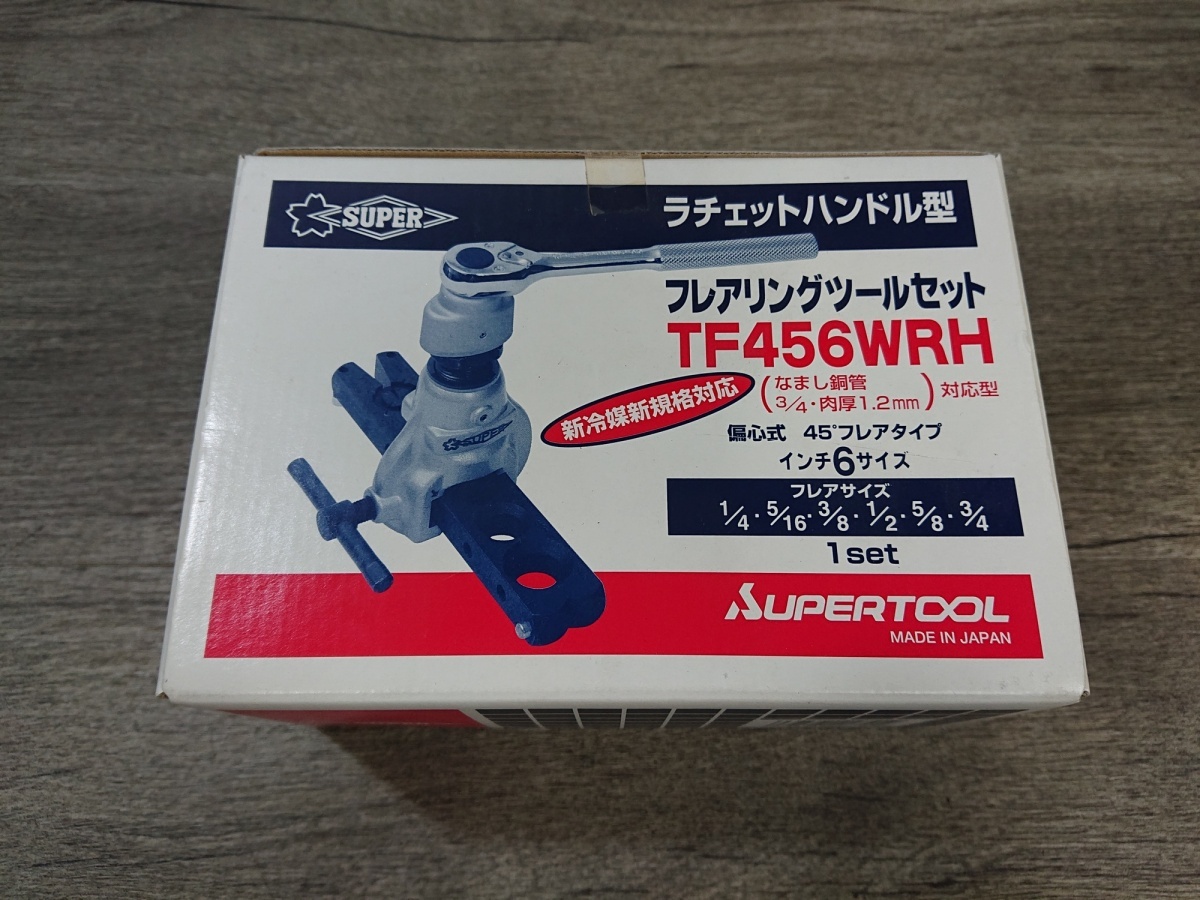 SUPER
ラチェットハンドル型
フレアリングツールセット
TF456WRH
(なまし銅管
3/4・肉厚1.2mm)対応型
新冷媒新規格対応
偏心式 45°フレアタイプ
インチ6サイズ
フレアサイズ
1/4・5/16・3/8・1/2・5/8・3/4
1set
SUPER
SUPERTOOL
MADE IN JAPAN